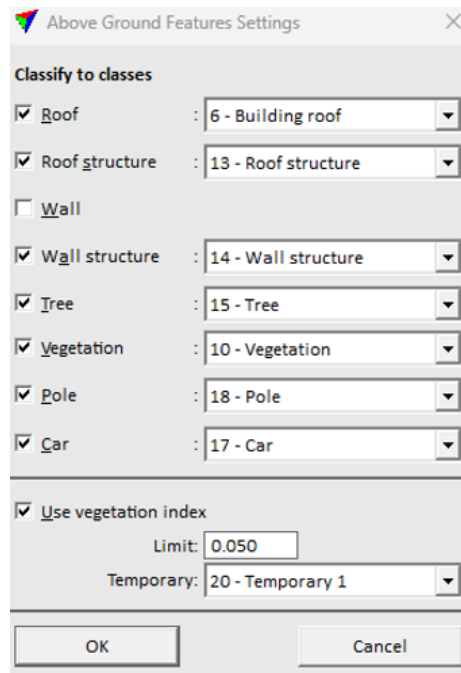 Above Ground Features Settings
Classify to classes
Roof : 6 - Building roof
Roof structure : 13 - Roof structure
Wall
Wall structure : 14 - Wall structure
Tree : 15 - Tree
Vegetation : 10 - Vegetation
Pole : 18 - Pole
Car : 17 - Car
Use vegetation index
Limit: 0.050
Temporary: 20 - Temporary 1
OK Cancel